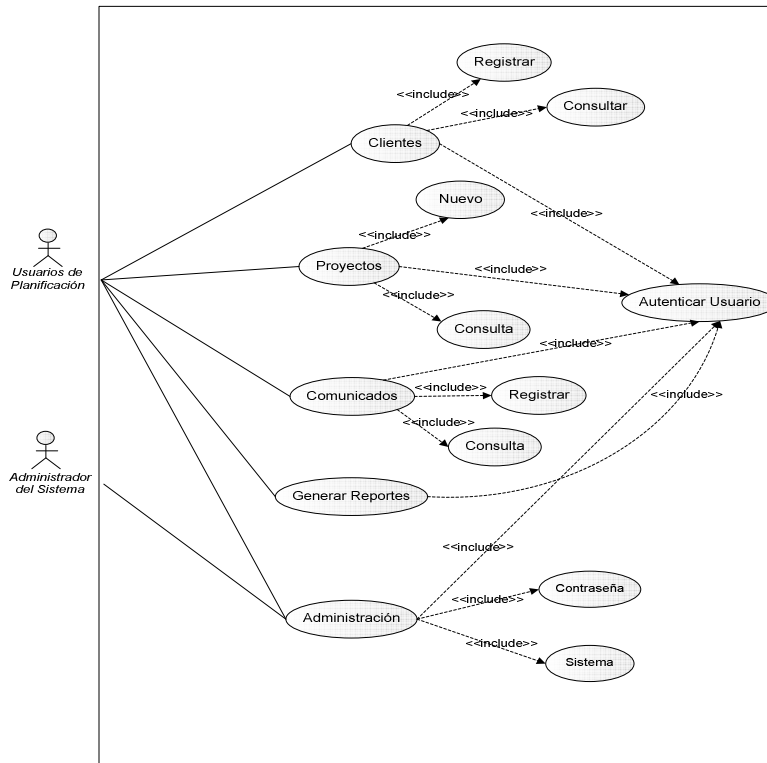 Registrar
<<include>>
Consultar
<<include>>
Clientes
Nuevo
<<include>>
<<include>>
Usuarios de
Planificación
Proyectos
<<include>>
<<include>>
Autenticar Usuario
Consulta
<<include>>
Comunicados
<<include>>
Registrar
<<include>>
<<include>>
Consulta
Administrador
del Sistema
Generar Reportes
<<include>>
Contraseña
<<include>>
Administración
<<include>>
Sistema